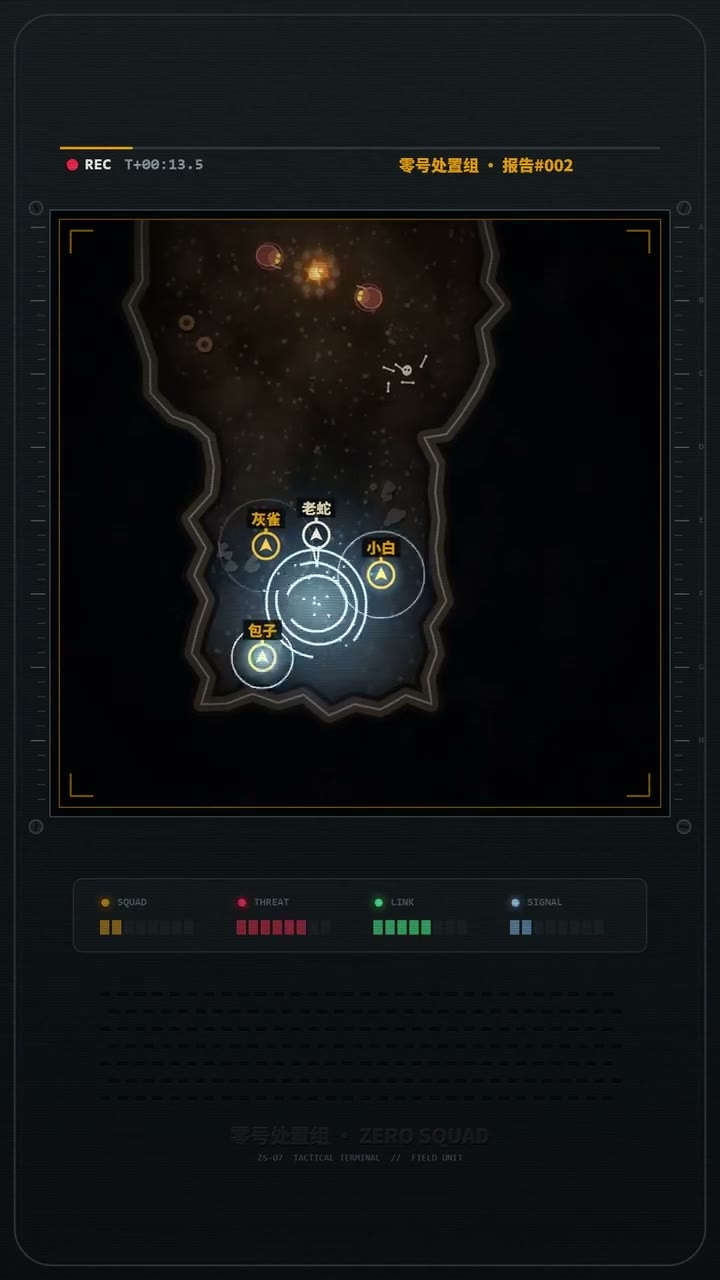 REC T+00:13.5 零号处置组 · 报告#002
老蛇
灰雀
小白
包子
SQUAD THREAT LINK SIGNAL
零号处置组 · ZERO SQUAD
ZS-07 TACTICAL TERMINAL // FIELD UNIT